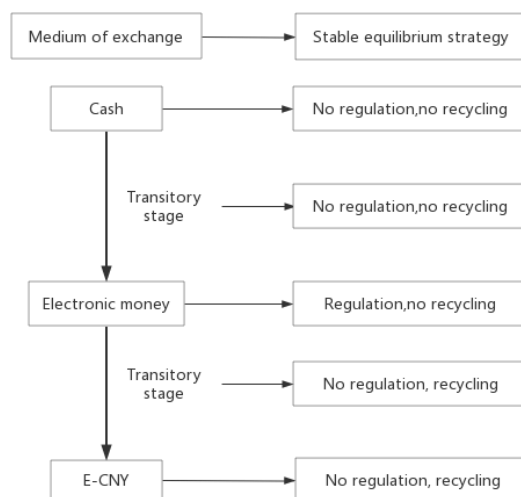 Medium of exchange
Stable equilibrium strategy
Cash
No regulation,no recycling
Transitory
stage
No regulation,no recycling
Electronic money
Regulation,no recycling
Transitory
stage
No regulation, recycling
E-CNY
No regulation, recycling